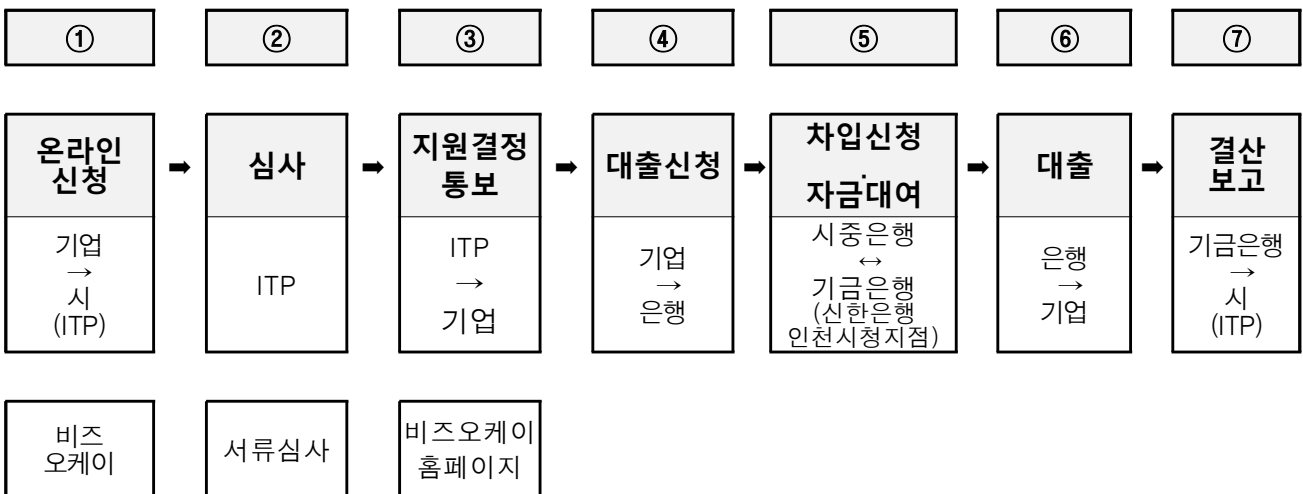 ① ② ③ ④ ⑤ ⑥ ⑦
온라인
신청
➡
심사
➡
지원결정
통보
➡
대출신청
➡
차입신청
·
자금대여
➡
대출
➡
결산
보고
기업
→
시
(ITP)
ITP
ITP
→
기업
기업
→
은행
시중은행
↔
기금은행
(신한은행
인천시청지점)
은행
→
기업
기금은행
→
시
(ITP)
비즈
오케이
서류심사
비즈오케이
홈페이지